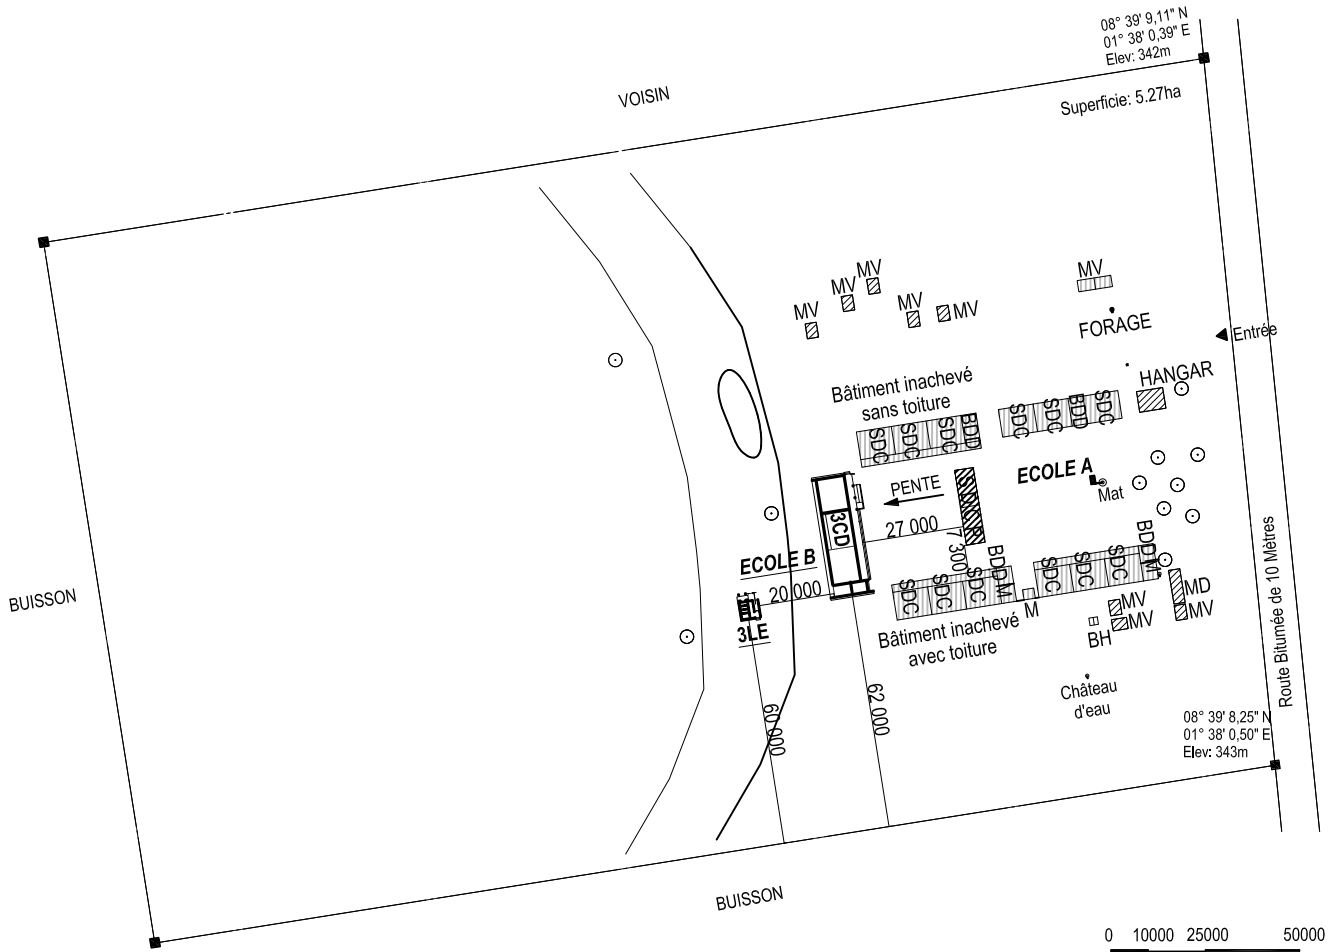 08° 39' 9,11" N
01° 38' 0,39" E
Elev: 342m
VOISIN
Superficie: 5.27ha
MV
MV
MV
MV
MV
MV
FORAGE
Entrée
HANGAR
Bâtiment inachevé
sans toiture
SDC
SDC
SDC
BDD
SDC
SDC
BDD
SDC
ECOLE A
Mat
PENTE
27 000
7 300
3CD
ECOLE B
20 000
3LE
BUISSON
SDC
SDC
SDC
BDD M
SDC
SDC
SDC
BDD M
M
MD
MV
MV
MV
BH
Bâtiment inachevé
avec toiture
Château
d'eau
60 000
62 000
Route Bitumée de 10 Mètres
08° 39' 8,25" N
01° 38' 0,50" E
Elev: 343m
BUISSON
0 10000 25000 50000